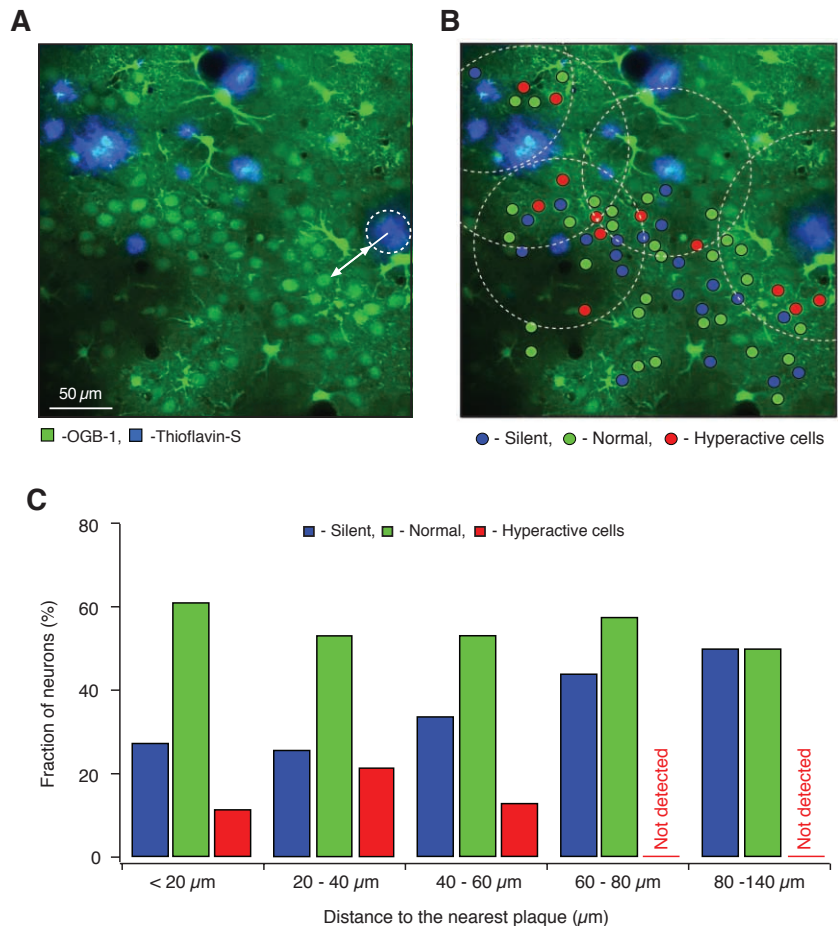 A
B
50 µm
-OGB-1, -Thioflavin-S
- Silent, - Normal, - Hyperactive cells
C
- Silent, - Normal, - Hyperactive cells
Fraction of neurons (%)
80
60
40
20
0
Not detected
Not detected
< 20 µm
20 - 40 µm
40 - 60 µm
60 - 80 µm
80 -140 µm
Distance to the nearest plaque (µm)